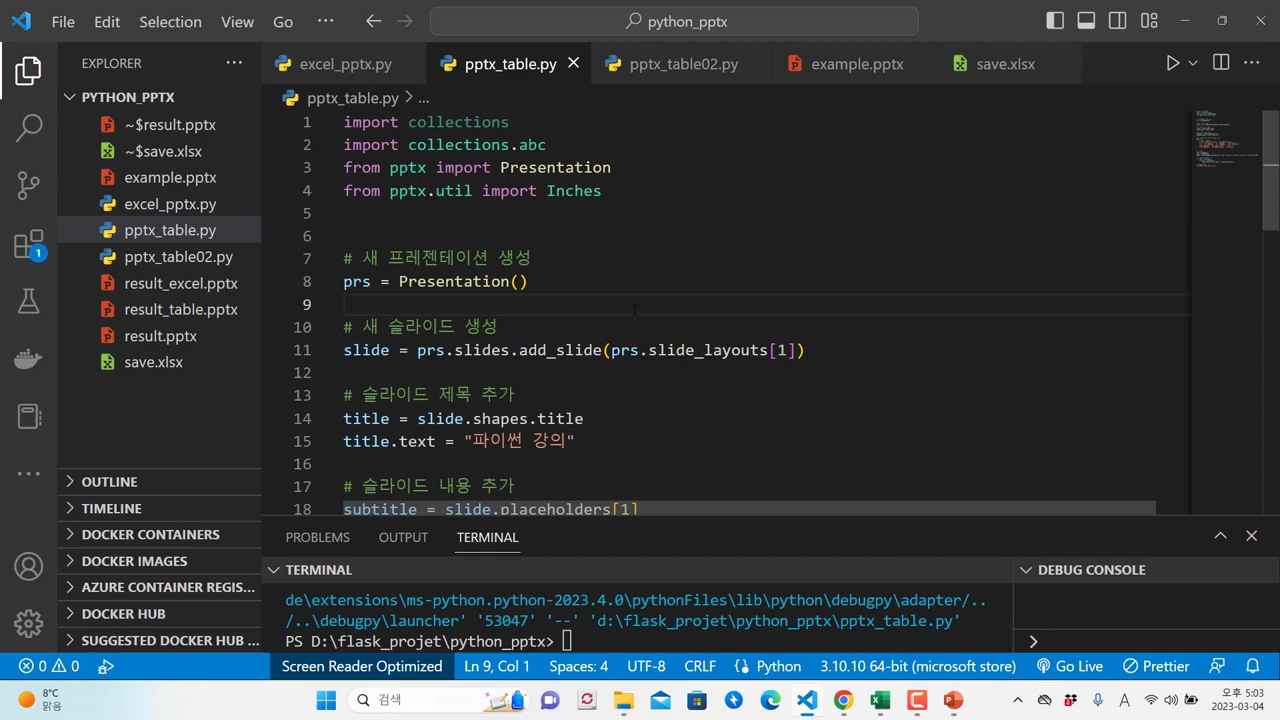 File Edit Selection View Go ··· python_pptx
EXPLORER ···
excel_pptx.py pptx_table.py pptx_table02.py example.pptx save.xlsx ···
PYTHON_PPTX
~$result.pptx
~$save.xlsx
example.pptx
excel_pptx.py
pptx_table.py
pptx_table02.py
result_excel.pptx
result_table.pptx
result.pptx
save.xlsx
OUTLINE
TIMELINE
DOCKER CONTAINERS
DOCKER IMAGES
AZURE CONTAINER REGIS...
DOCKER HUB
SUGGESTED DOCKER HUB ...
1
pptx_table.py > ...
1 import collections
2 import collections.abc
3 from pptx import Presentation
4 from pptx.util import Inches
5
6
7 # 새 프레젠테이션 생성
8 prs = Presentation()
9
10 # 새 슬라이드 생성
11 slide = prs.slides.add_slide(prs.slide_layouts[1])
12
13 # 슬라이드 제목 추가
14 title = slide.shapes.title
15 title.text = "파이썬 강의"
16
17 # 슬라이드 내용 추가
18 subtitle = slide.placeholders[1]
PROBLEMS OUTPUT TERMINAL
TERMINAL
de\extensions\ms-python.python-2023.4.0\pythonFiles\lib\python\debugpy\adapter/..
/..\debugpy\launcher' '53047' '--' 'd:\flask_projet\python_pptx\pptx_table.py'
PS D:\flask_projet\python_pptx>
DEBUG CONSOLE
>
0 0 Screen Reader Optimized Ln 9, Col 1 Spaces: 4 UTF-8 CRLF Python 3.10.10 64-bit (microsoft store) Go Live Prettier
8°C
맑음
검색
A
오후 5:03
2023-03-04